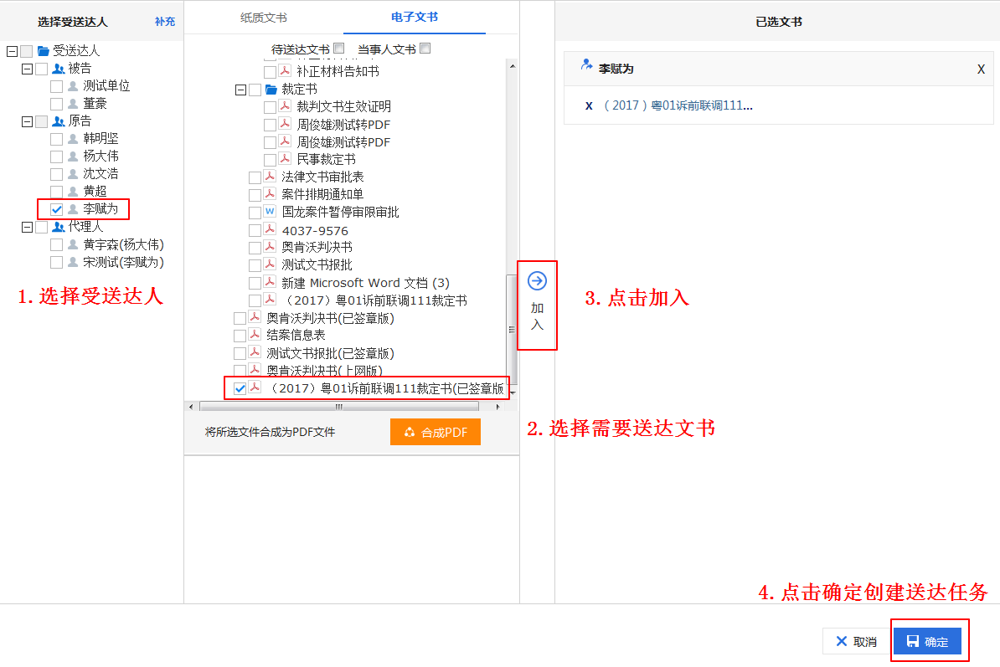 选择受送达人 补充
受送达人
被告
测试单位
董豪
原告
韩明坚
杨大伟
沈文浩
黄超
李赋为
代理人
黄宇森(杨大伟)
宋测试(李赋为)
1.选择受送达人
纸质文书 电子文书
待送达文书 当事人文书
补正材料告知书
裁定书
裁判文书生效证明
周俊雄测试转PDF
周俊雄测试转PDF
民事裁定书
法律文书审批表
案件排期通知单
国龙案件暂停审限审批
4037-9576
奥肯沃判决书
测试文书报批
新建 Microsoft Word 文档 (3)
（2017）粤01诉前联调111裁定书
奥肯沃判决书(已签章版)
结案信息表
测试文书报批(已签章版)
奥肯沃判决书(上网版)
（2017）粤01诉前联调111裁定书(已签章版
将所选文件合成为PDF文件 合成PDF
2.选择需要送达文书
加
入
3.点击加入
已选文书
李赋为 X
x （2017）粤01诉前联调111...
4.点击确定创建送达任务
取消 确定